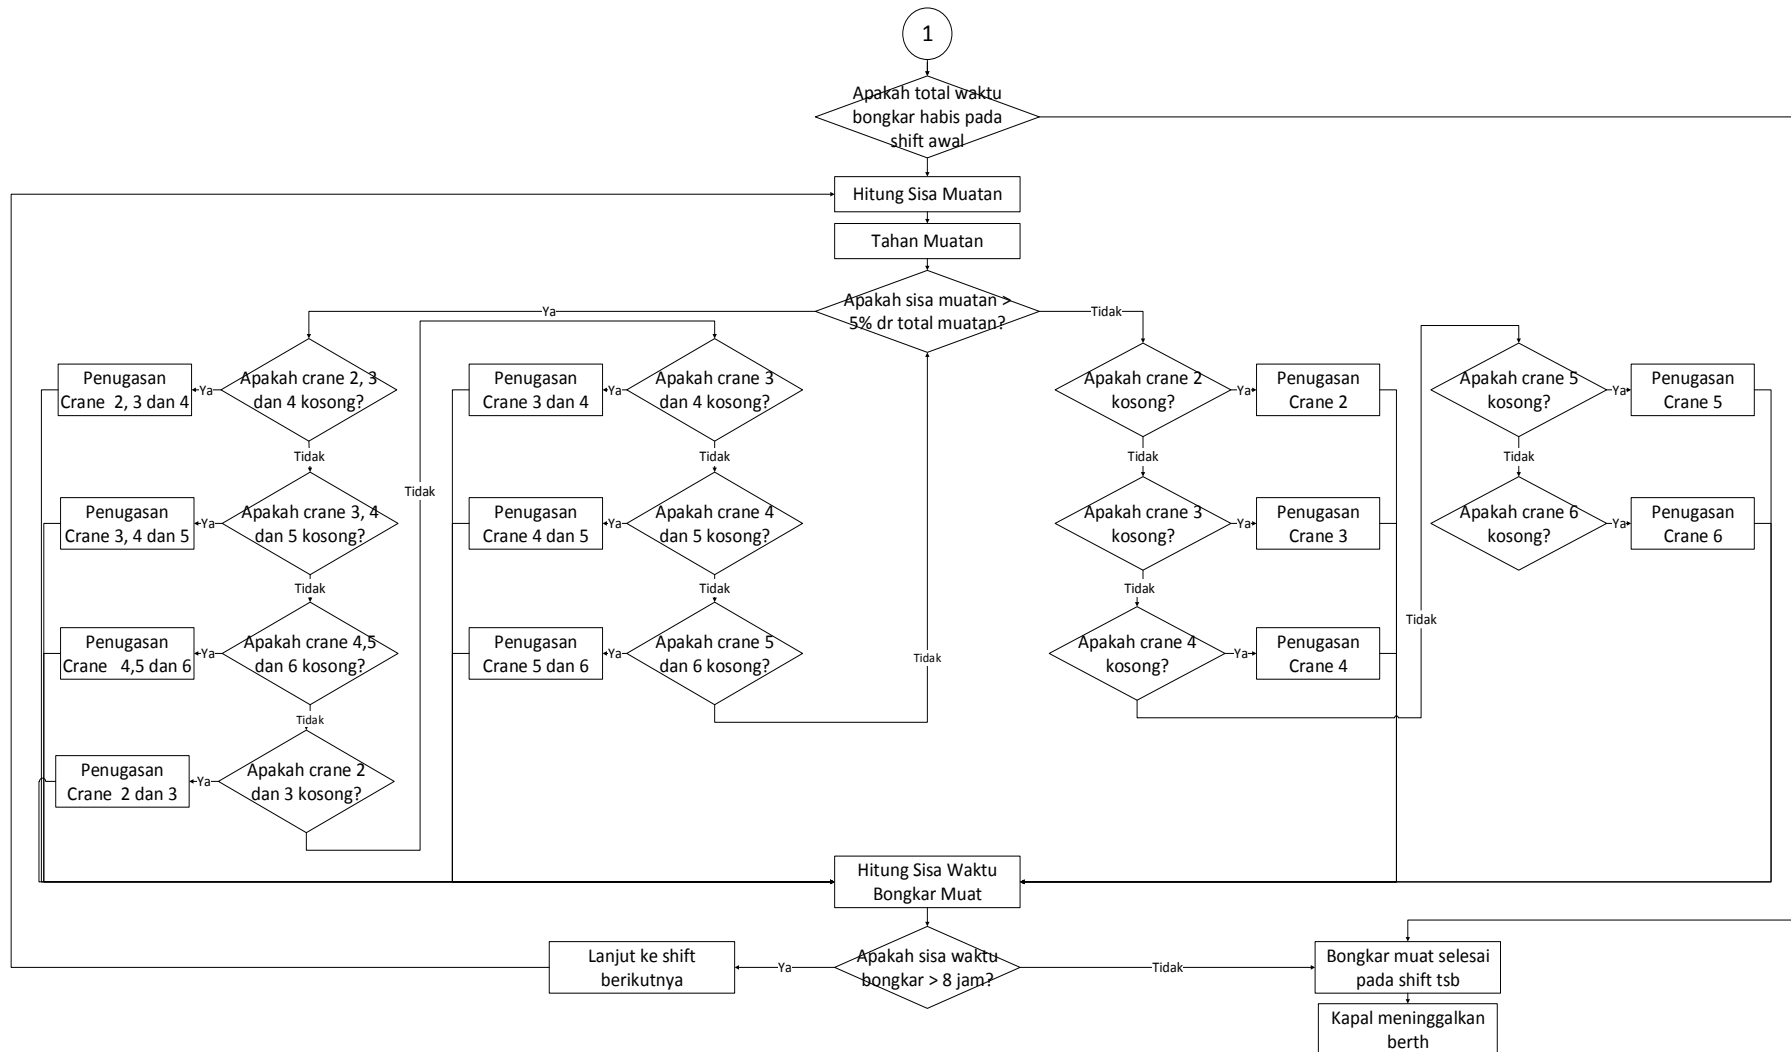 1
Apakah total waktu
bongkar habis pada
shift awal
Hitung Sisa Muatan
Tahan Muatan
Apakah sisa muatan >
5% dr total muatan?
Ya
Tidak
Penugasan
Crane 2, 3 dan 4
Ya
Apakah crane 2, 3
dan 4 kosong?
Tidak
Penugasan
Crane 3, 4 dan 5
Ya
Apakah crane 3, 4
dan 5 kosong?
Tidak
Penugasan
Crane 4,5 dan 6
Ya
Apakah crane 4,5
dan 6 kosong?
Tidak
Penugasan
Crane 2 dan 3
Ya
Apakah crane 2
dan 3 kosong?
Tidak
Penugasan
Crane 3 dan 4
Ya
Apakah crane 3
dan 4 kosong?
Tidak
Penugasan
Crane 4 dan 5
Ya
Apakah crane 4
dan 5 kosong?
Tidak
Penugasan
Crane 5 dan 6
Ya
Apakah crane 5
dan 6 kosong?
Tidak
Apakah crane 2
kosong?
Ya
Penugasan
Crane 2
Tidak
Apakah crane 3
kosong?
Ya
Penugasan
Crane 3
Tidak
Apakah crane 4
kosong?
Ya
Penugasan
Crane 4
Tidak
Apakah crane 5
kosong?
Ya
Penugasan
Crane 5
Tidak
Apakah crane 6
kosong?
Ya
Penugasan
Crane 6
Hitung Sisa Waktu
Bongkar Muat
Apakah sisa waktu
bongkar > 8 jam?
Ya
Lanjut ke shift
berikutnya
Tidak
Bongkar muat selesai
pada shift tsb
Kapal meninggalkan
berth